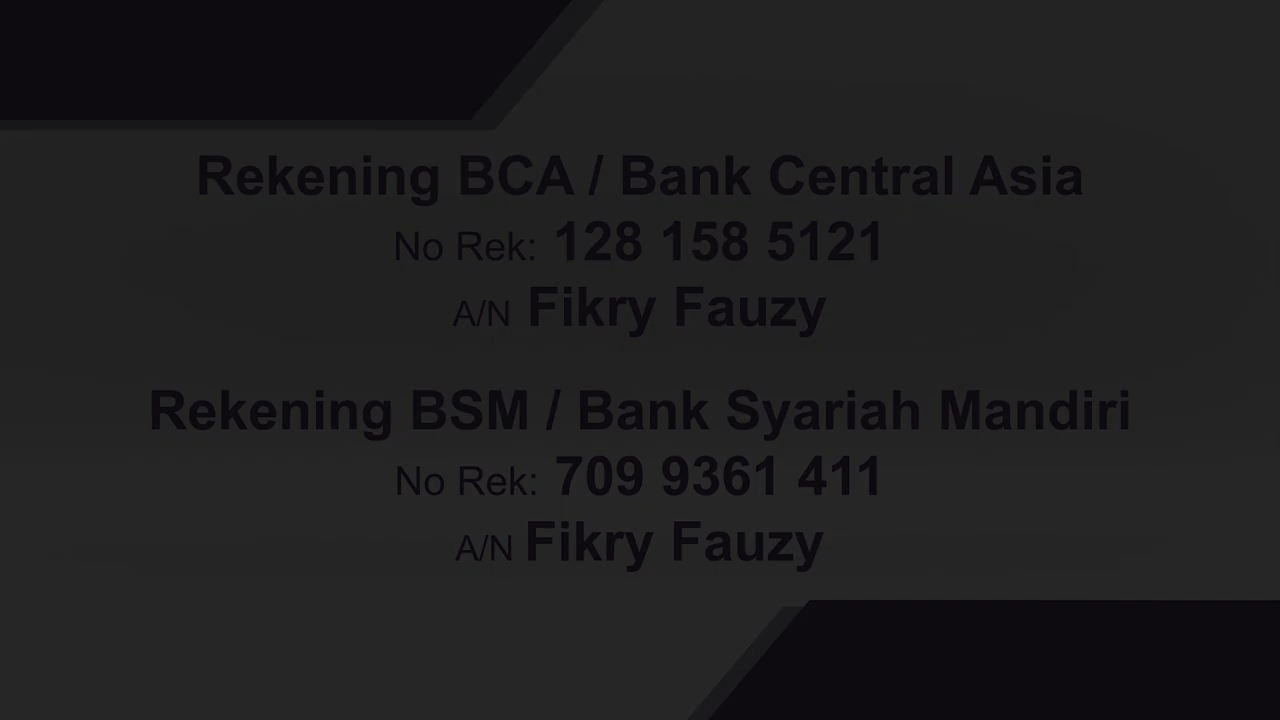 Rekening BCA / Bank Central Asia
No Rek: 128 158 5121
A/N Fikry Fauzy
Rekening BSM / Bank Syariah Mandiri
No Rek: 709 9361 411
A/N Fikry Fauzy